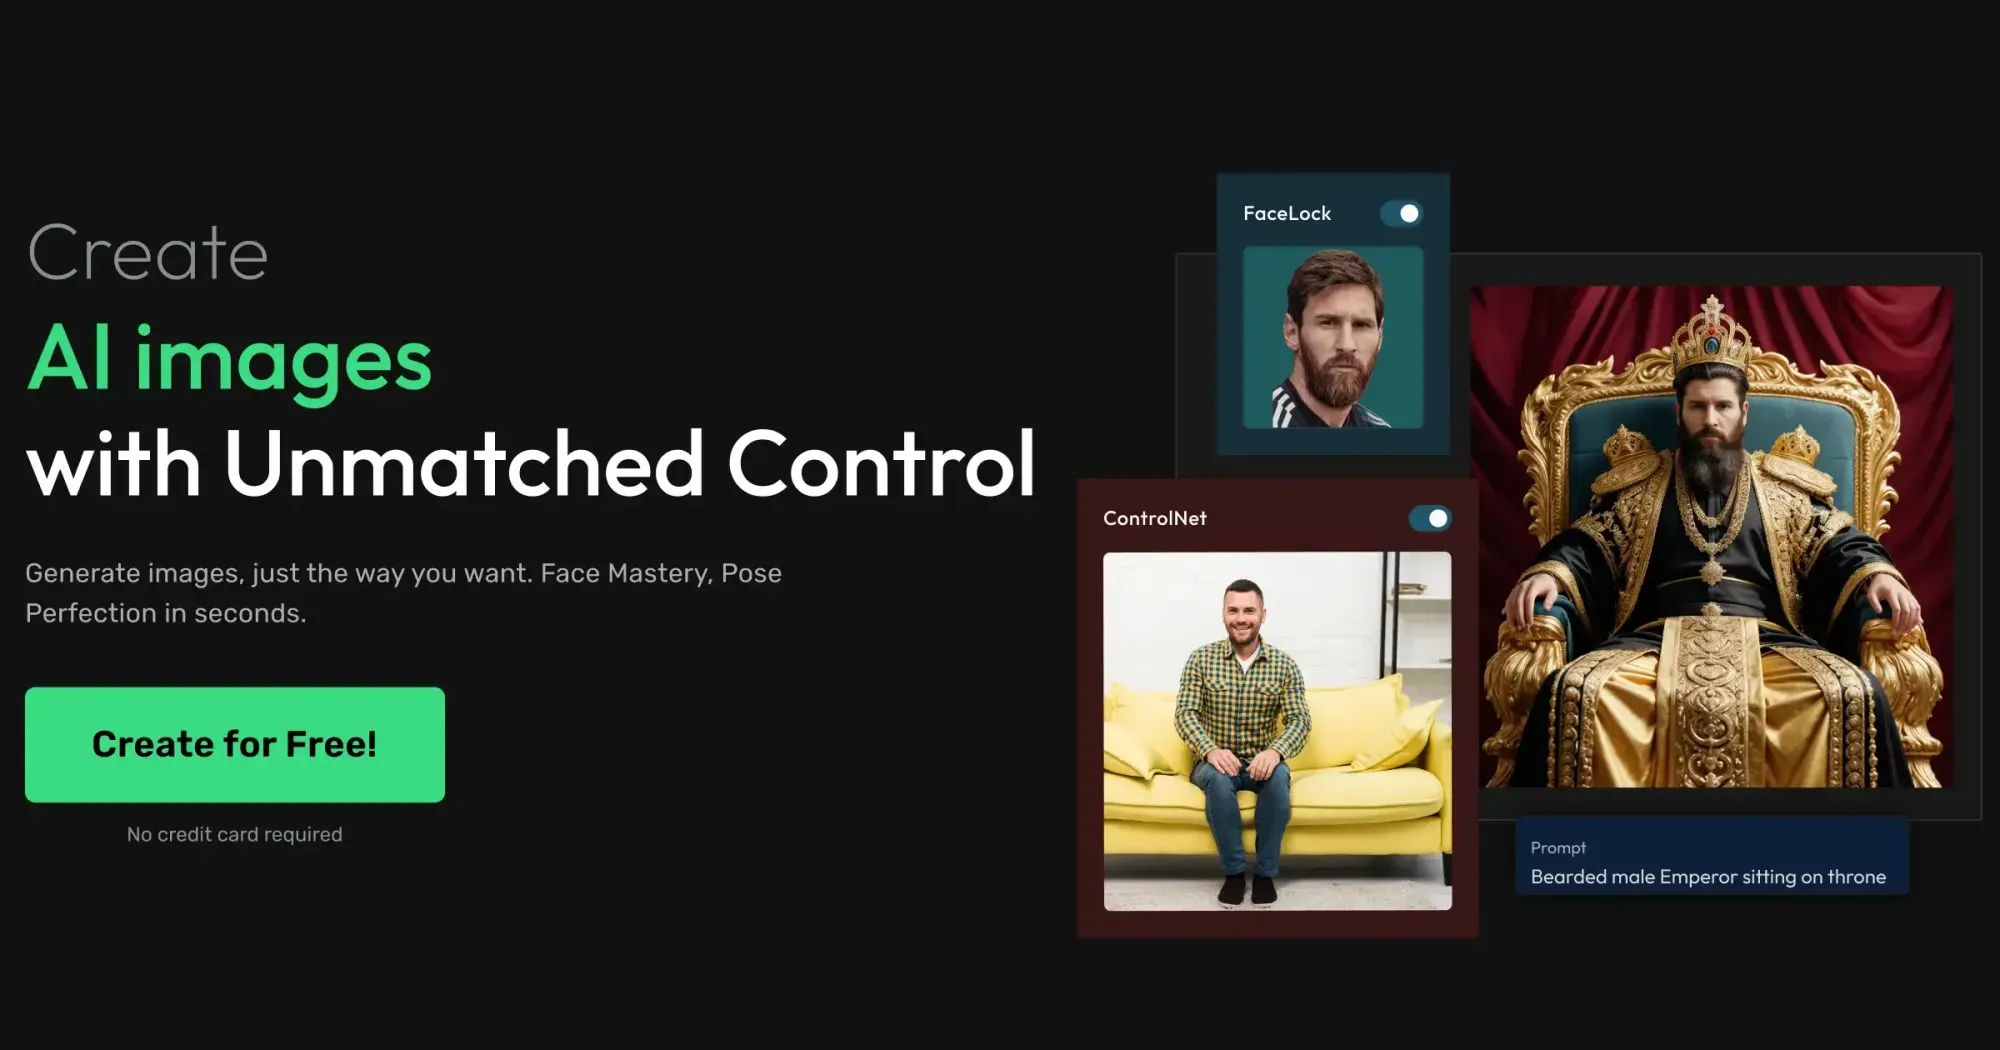 Create
AI images
with Unmatched Control
Generate images, just the way you want. Face Mastery, Pose
Perfection in seconds.
Create for Free!
No credit card required
FaceLock
ControlNet
Prompt
Bearded male Emperor sitting on throne